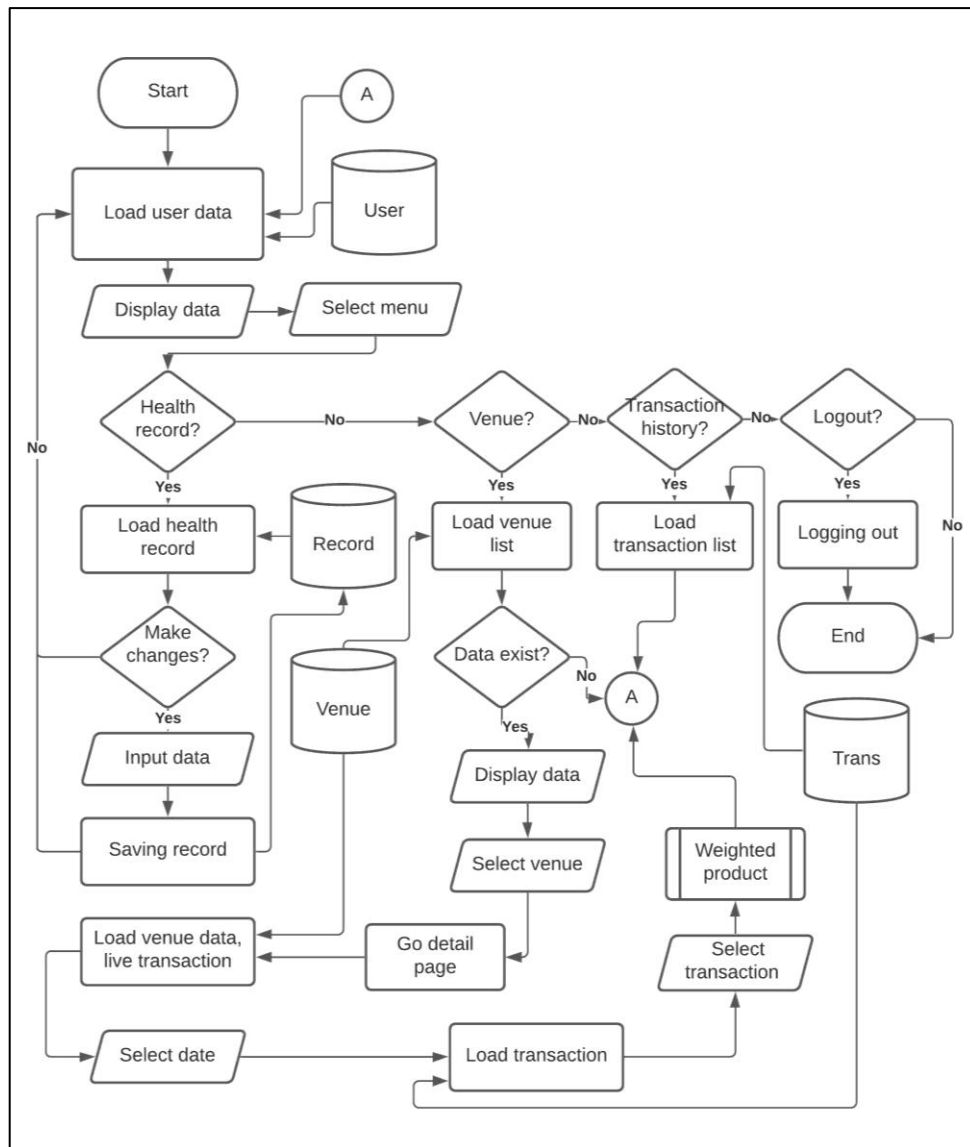 Start
A
Load user data
User
Display data
Select menu
Health
record?
No
Venue?
No
Transaction
history?
No
Logout?
No
Yes
Yes
Yes
Yes
No
Load health
record
Record
Load venue
list
Load
transaction list
Logging out
Make
changes?
Venue
Data exist?
No
A
End
Yes
Yes
Input data
Display data
Trans
Saving record
Select venue
Weighted
product
Load venue data,
live transaction
Go detail
page
Select
transaction
Select date
Load transaction